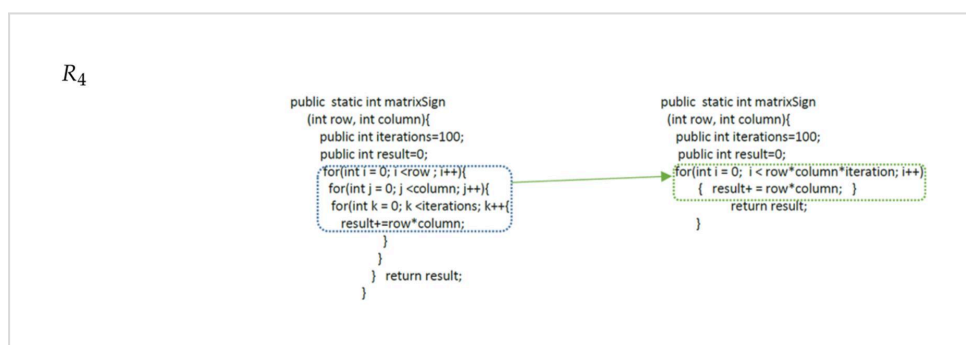 R4
public static int matrixSign
(int row, int column){
public int iterations=100;
public int result=0;
for(int i = 0; i <row ; i++){
for(int j = 0; j <column; j++){
for(int k = 0; k <iterations; k++{
result+=row*column;
}
}
} return result;
}
public static int matrixSign
(int row, int column){
public int iterations=100;
public int result=0;
for(int i = 0; i < row*column*iteration; i++)
{ result+ = row*column; }
return result;
}